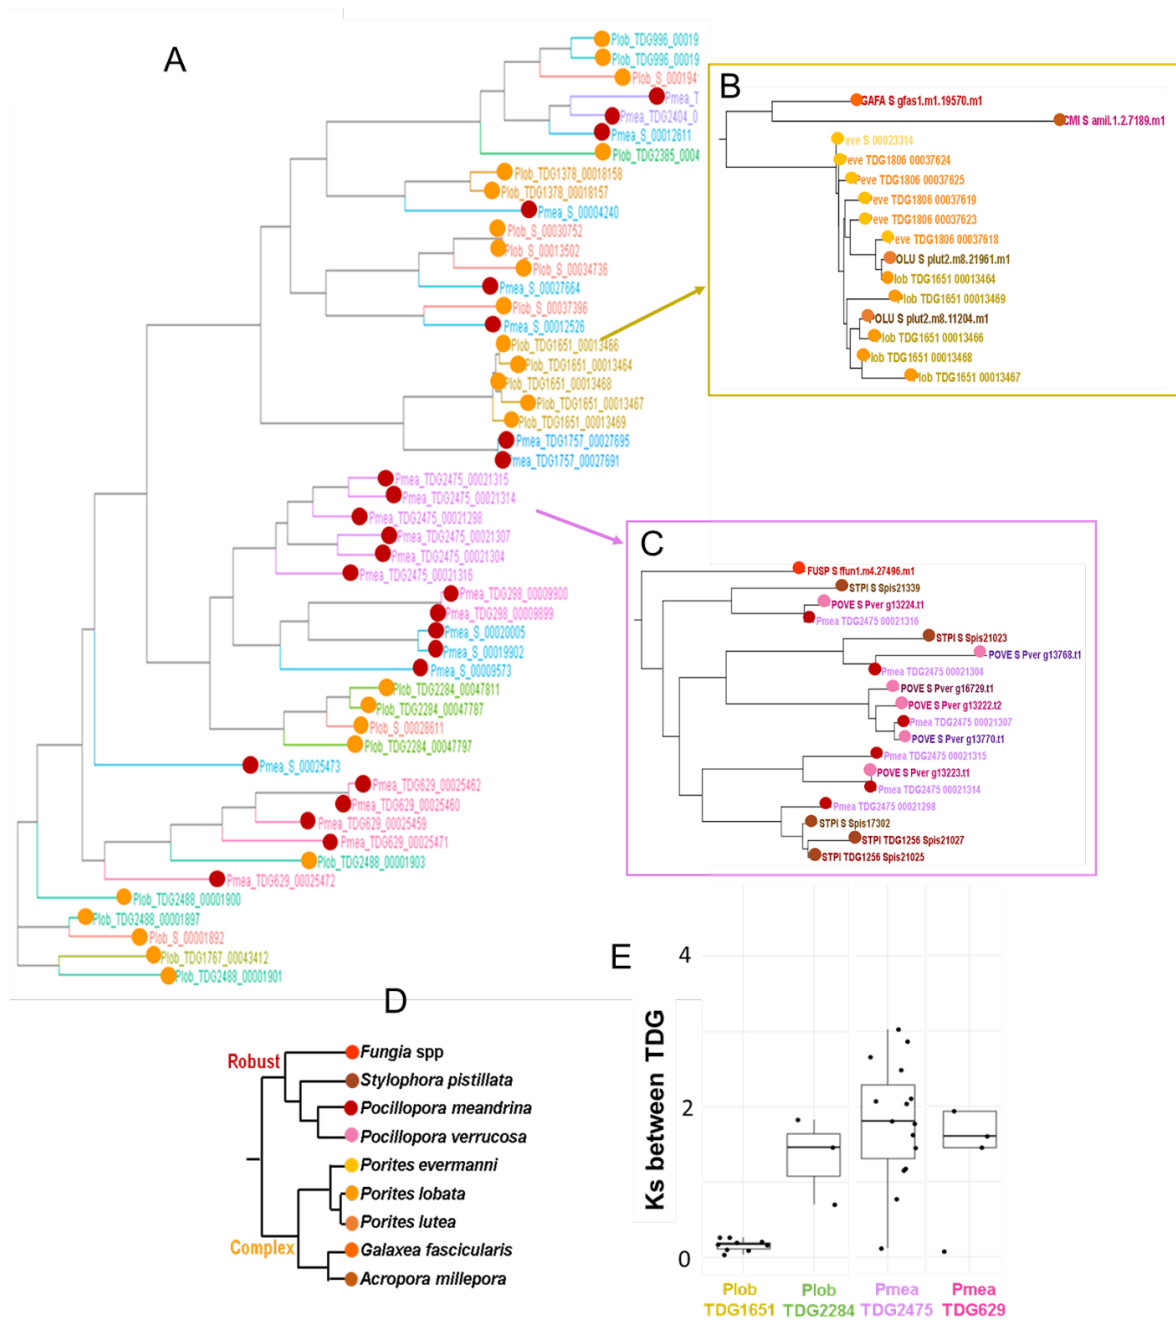 A
Plob_TDG996_00019
Plob_TDG996_00019
Plob_S_000194
Pmea_T
Pmea_TDG2404_0
Pmea_S_00012611
Plob_TDG2385_0004
Plob_TDG1378_00018158
Plob_TDG1378_00018157
Pmea_S_00004240
Plob_S_00030752
Plob_S_00013502
Plob_S_00034736
Pmea_S_00027664
Plob_S_00037396
Pmea_S_00012526
Plob_TDG1651_00013466
Plob_TDG1651_00013464
Plob_TDG1651_00013468
Plob_TDG1651_00013467
Plob_TDG1651_00013469
Pmea_TDG1757_00027695
Pmea_TDG1757_00027691
Pmea_TDG2475_00021315
Pmea_TDG2475_00021314
Pmea_TDG2475_00021298
Pmea_TDG2475_00021307
Pmea_TDG2475_00021304
Pmea_TDG2475_00021316
Pmea_TDG298_00009900
Pmea_TDG298_00009899
Pmea_S_00020005
Pmea_S_00019902
Pmea_S_00009573
Plob_TDG2284_00047811
Plob_TDG2284_00047787
Plob_S_00028611
Plob_TDG2284_00047797
Pmea_S_00025473
Pmea_TDG629_00025462
Pmea_TDG629_00025460
Pmea_TDG629_00025459
Pmea_TDG629_00025471
Plob_TDG2488_00001903
Pmea_TDG629_00025472
Plob_TDG2488_00001900
Plob_TDG2488_00001897
Plob_S_00001892
Plob_TDG1767_00043412
Plob_TDG2488_00001901
B
GAFA S gfas1.m1.19570.m1
CMI S amil.1.2.7189.m1
eve S 00023314
eve TDG1806 00037624
Peve TDG1806 00037625
Peve TDG1806 00037619
Peve TDG1806 00037623
Peve TDG1806 00037618
OLU S plut2.m8.21961.m1
lob TDG1651 00013464
lob TDG1651 00013469
POLU S plut2.m8.11204.m1
lob TDG1651 00013466
lob TDG1651 00013468
lob TDG1651 00013467
C
FUSP S ffun1.m4.27496.m1
STPI S Spis21339
POVE S Pver g13224.t1
Pmea TDG2475 00021316
STPI S Spis21023
POVE S Pver g13768.t1
Pmea TDG2475 00021304
POVE S Pver g16729.t1
POVE S Pver g13222.t2
Pmea TDG2475 00021307
POVE S Pver g13770.t1
Pmea TDG2475 00021315
POVE S Pver g13223.t1
Pmea TDG2475 00021314
Pmea TDG2475 00021298
STPI S Spis17302
STPI TDG1256 Spis21027
STPI TDG1256 Spis21025
D
Robust
Complex
Fungia spp
Stylophora pistillata
Pocillopora meandrina
Pocillopora verrucosa
Porites evermanni
Porites lobata
Porites lutea
Galaxea fascicularis
Acropora millepora
E
Ks between TDG
4
2
0
Plob TDG1651
Plob TDG2284
Pmea TDG2475
Pmea TDG629